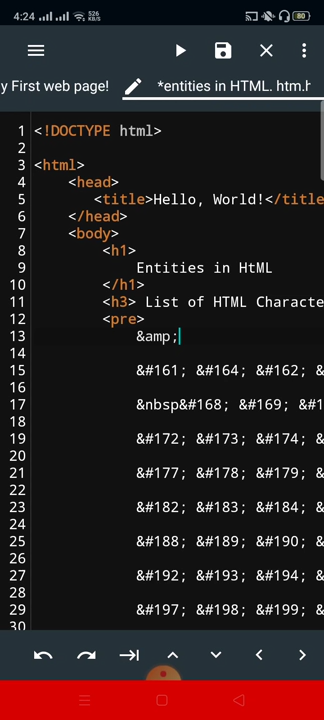 4:24 526 KB/S 80
y First web page! *entities in HTML. htm.h
1 <!DOCTYPE html>
2
3 <html>
4 <head>
5 <title>Hello, World!</title
6 </head>
7 <body>
8 <h1>
9 Entities in HtML
10 </h1>
11 <h3> List of HTML Characte
12 <pre>
13 &amp;
14
15 &#161; &#164; &#162; &
16
17 &nbsp&#168; &#169; &#1
18
19 &#172; &#173; &#174; &
20
21 &#177; &#178; &#179; &
22
23 &#182; &#183; &#184; &
24
25 &#188; &#189; &#190; &
26
27 &#192; &#193; &#194; &
28
29 &#197; &#198; &#199; &
30